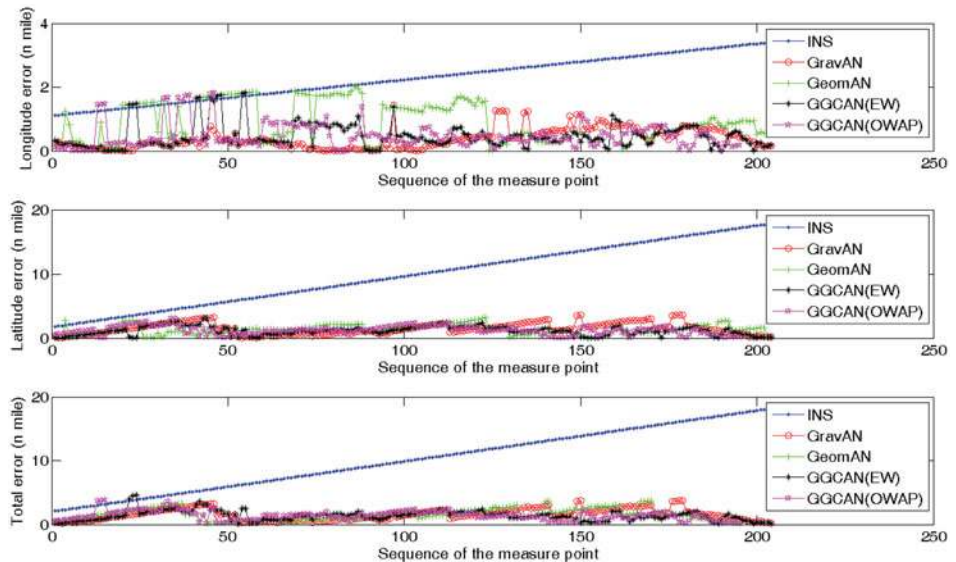 Longitude error (n mile)
4
2
0
0
50
100
150
200
250
Sequence of the measure point
INS
GravAN
GeomAN
GGCAN(EW)
GGCAN(OWAP)
Latitude error (n mile)
20
10
0
0
50
100
150
200
250
Sequence of the measure point
INS
GravAN
GeomAN
GGCAN(EW)
GGCAN(OWAP)
Total error (n mile)
20
10
0
0
50
100
150
200
250
Sequence of the measure point
INS
GravAN
GeomAN
GGCAN(EW)
GGCAN(OWAP)